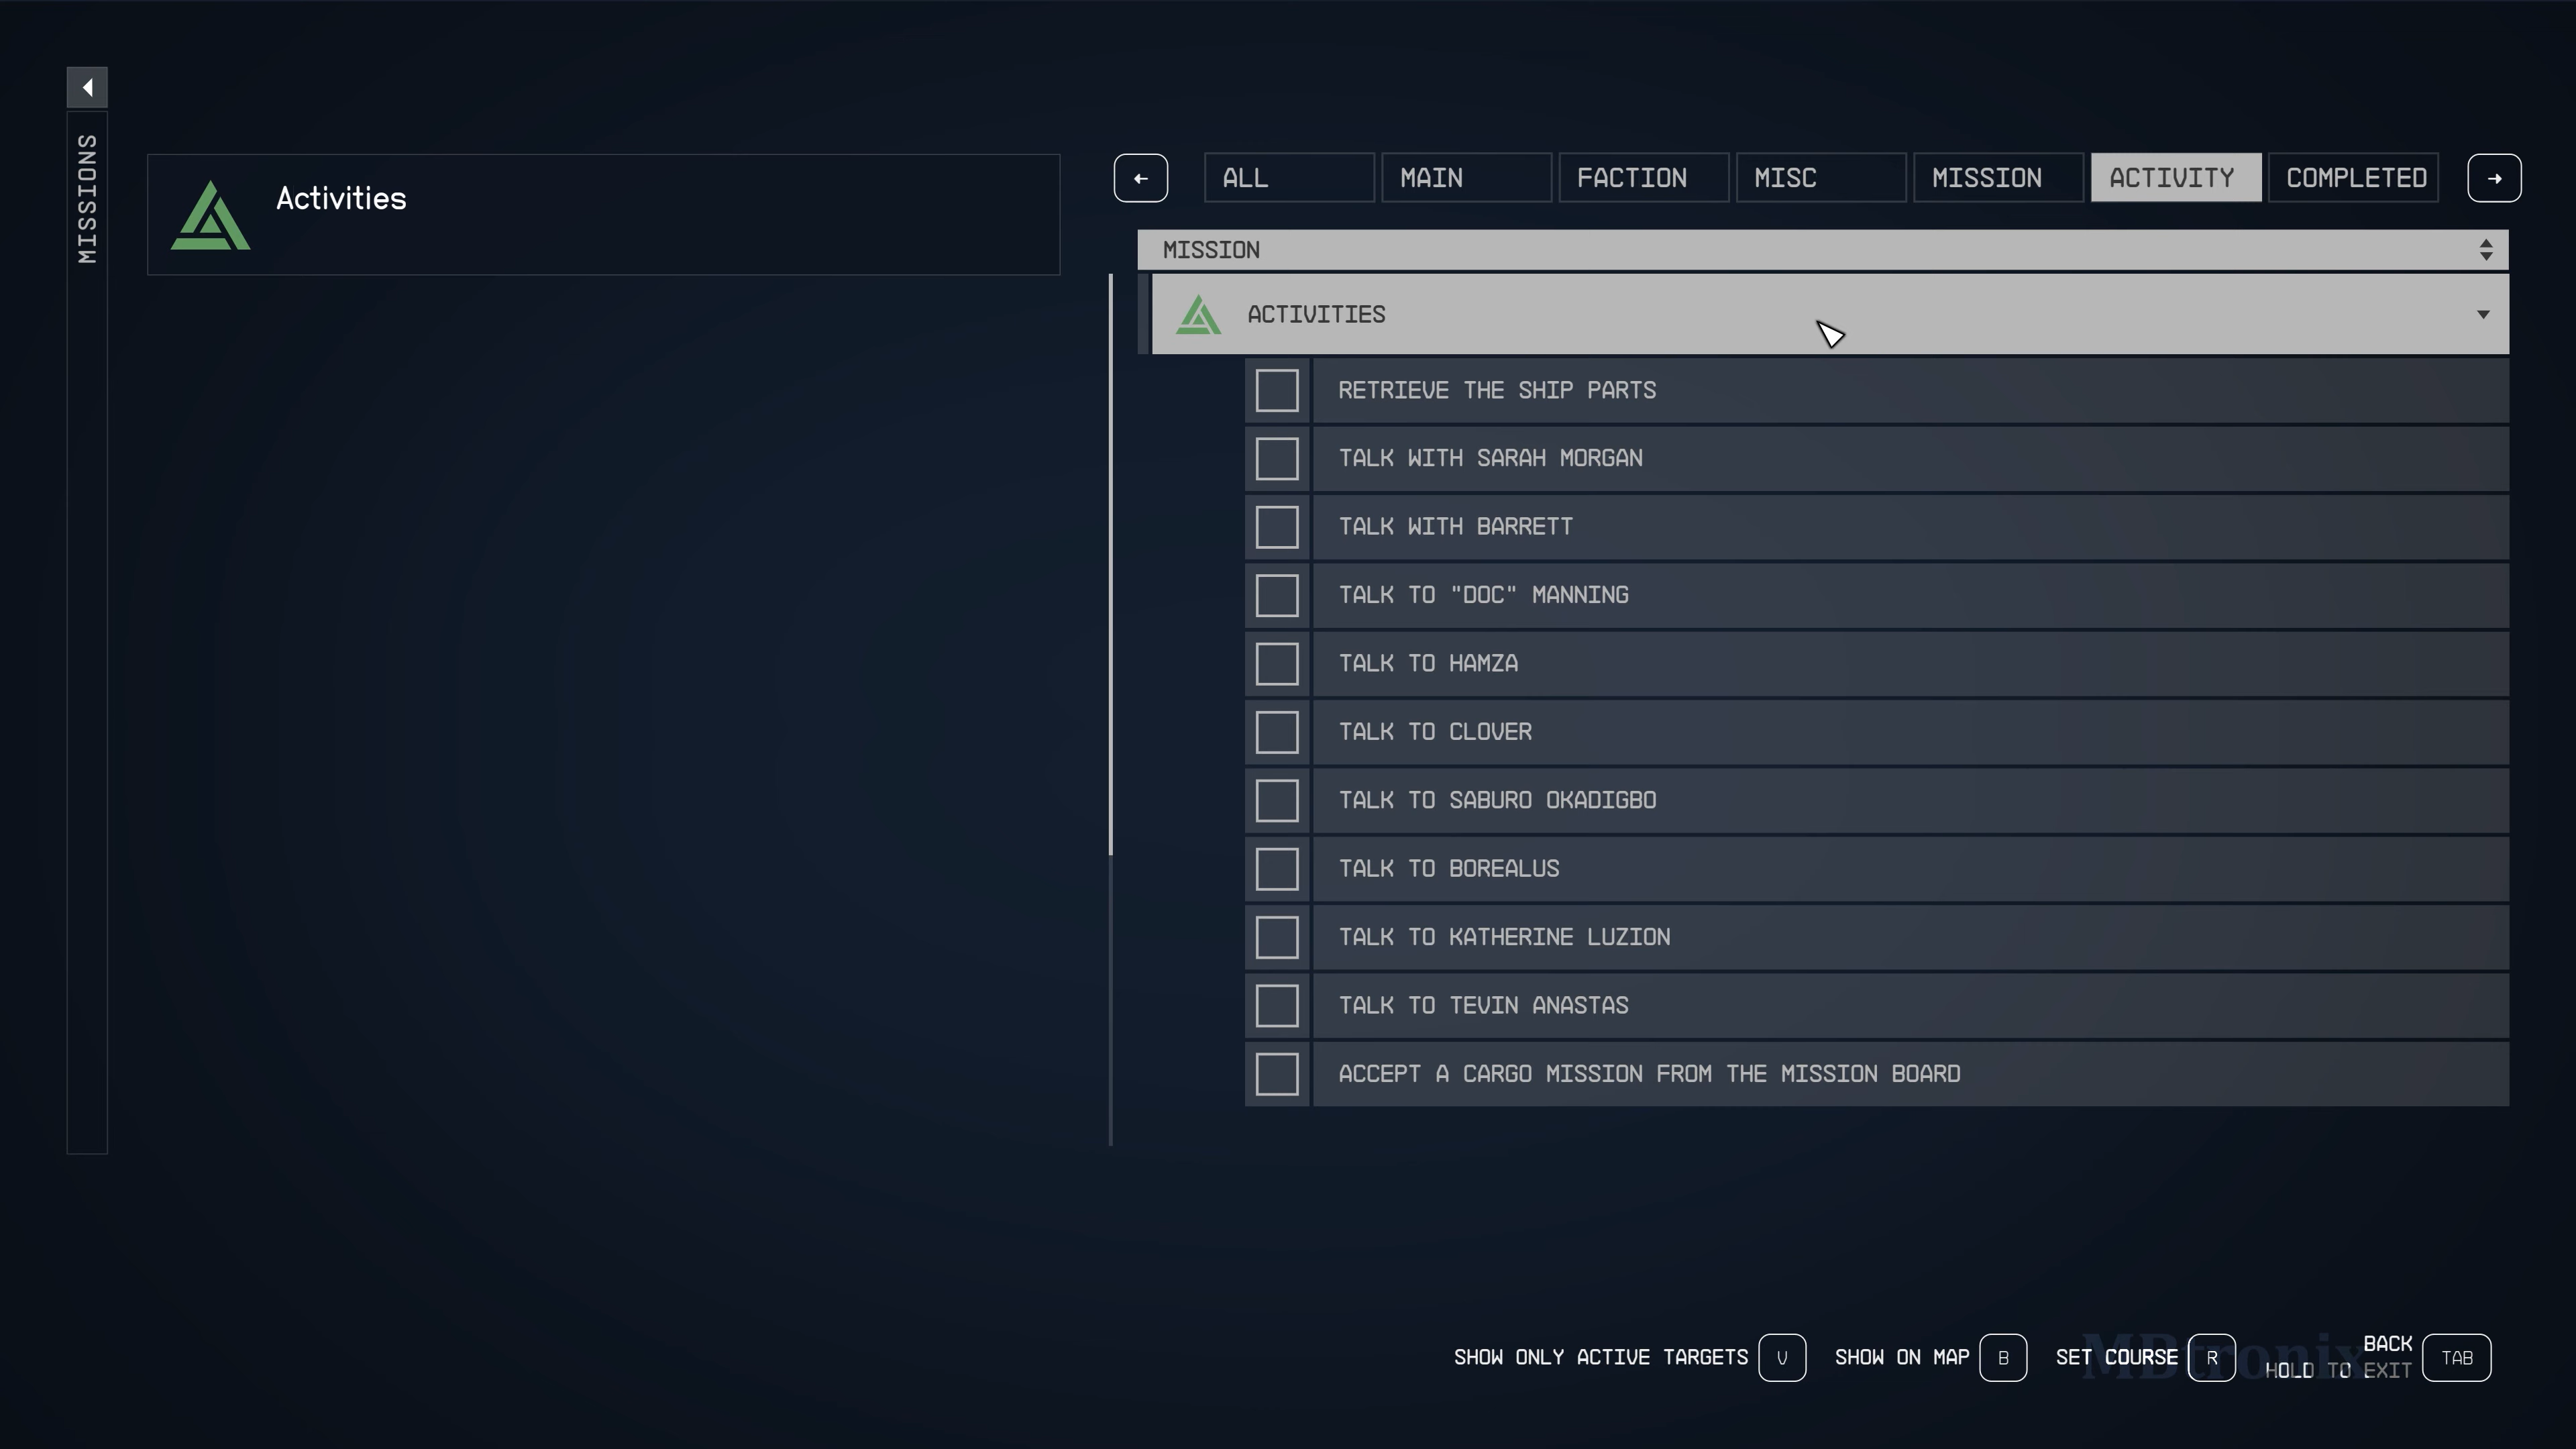 MISSIONS
Activities
ALL
MAIN
FACTION
MISC
MISSION
ACTIVITY
COMPLETED
MISSION
ACTIVITIES
RETRIEVE THE SHIP PARTS
TALK WITH SARAH MORGAN
TALK WITH BARRETT
TALK TO "DOC" MANNING
TALK TO HAMZA
TALK TO CLOVER
TALK TO SABURO OKADIGBO
TALK TO BOREALUS
TALK TO KATHERINE LUZION
TALK TO TEVIN ANASTAS
ACCEPT A CARGO MISSION FROM THE MISSION BOARD
SHOW ONLY ACTIVE TARGETS V
SHOW ON MAP B
SET COURSE R
BACK
HOLD TO EXIT
TAB
MBtronix